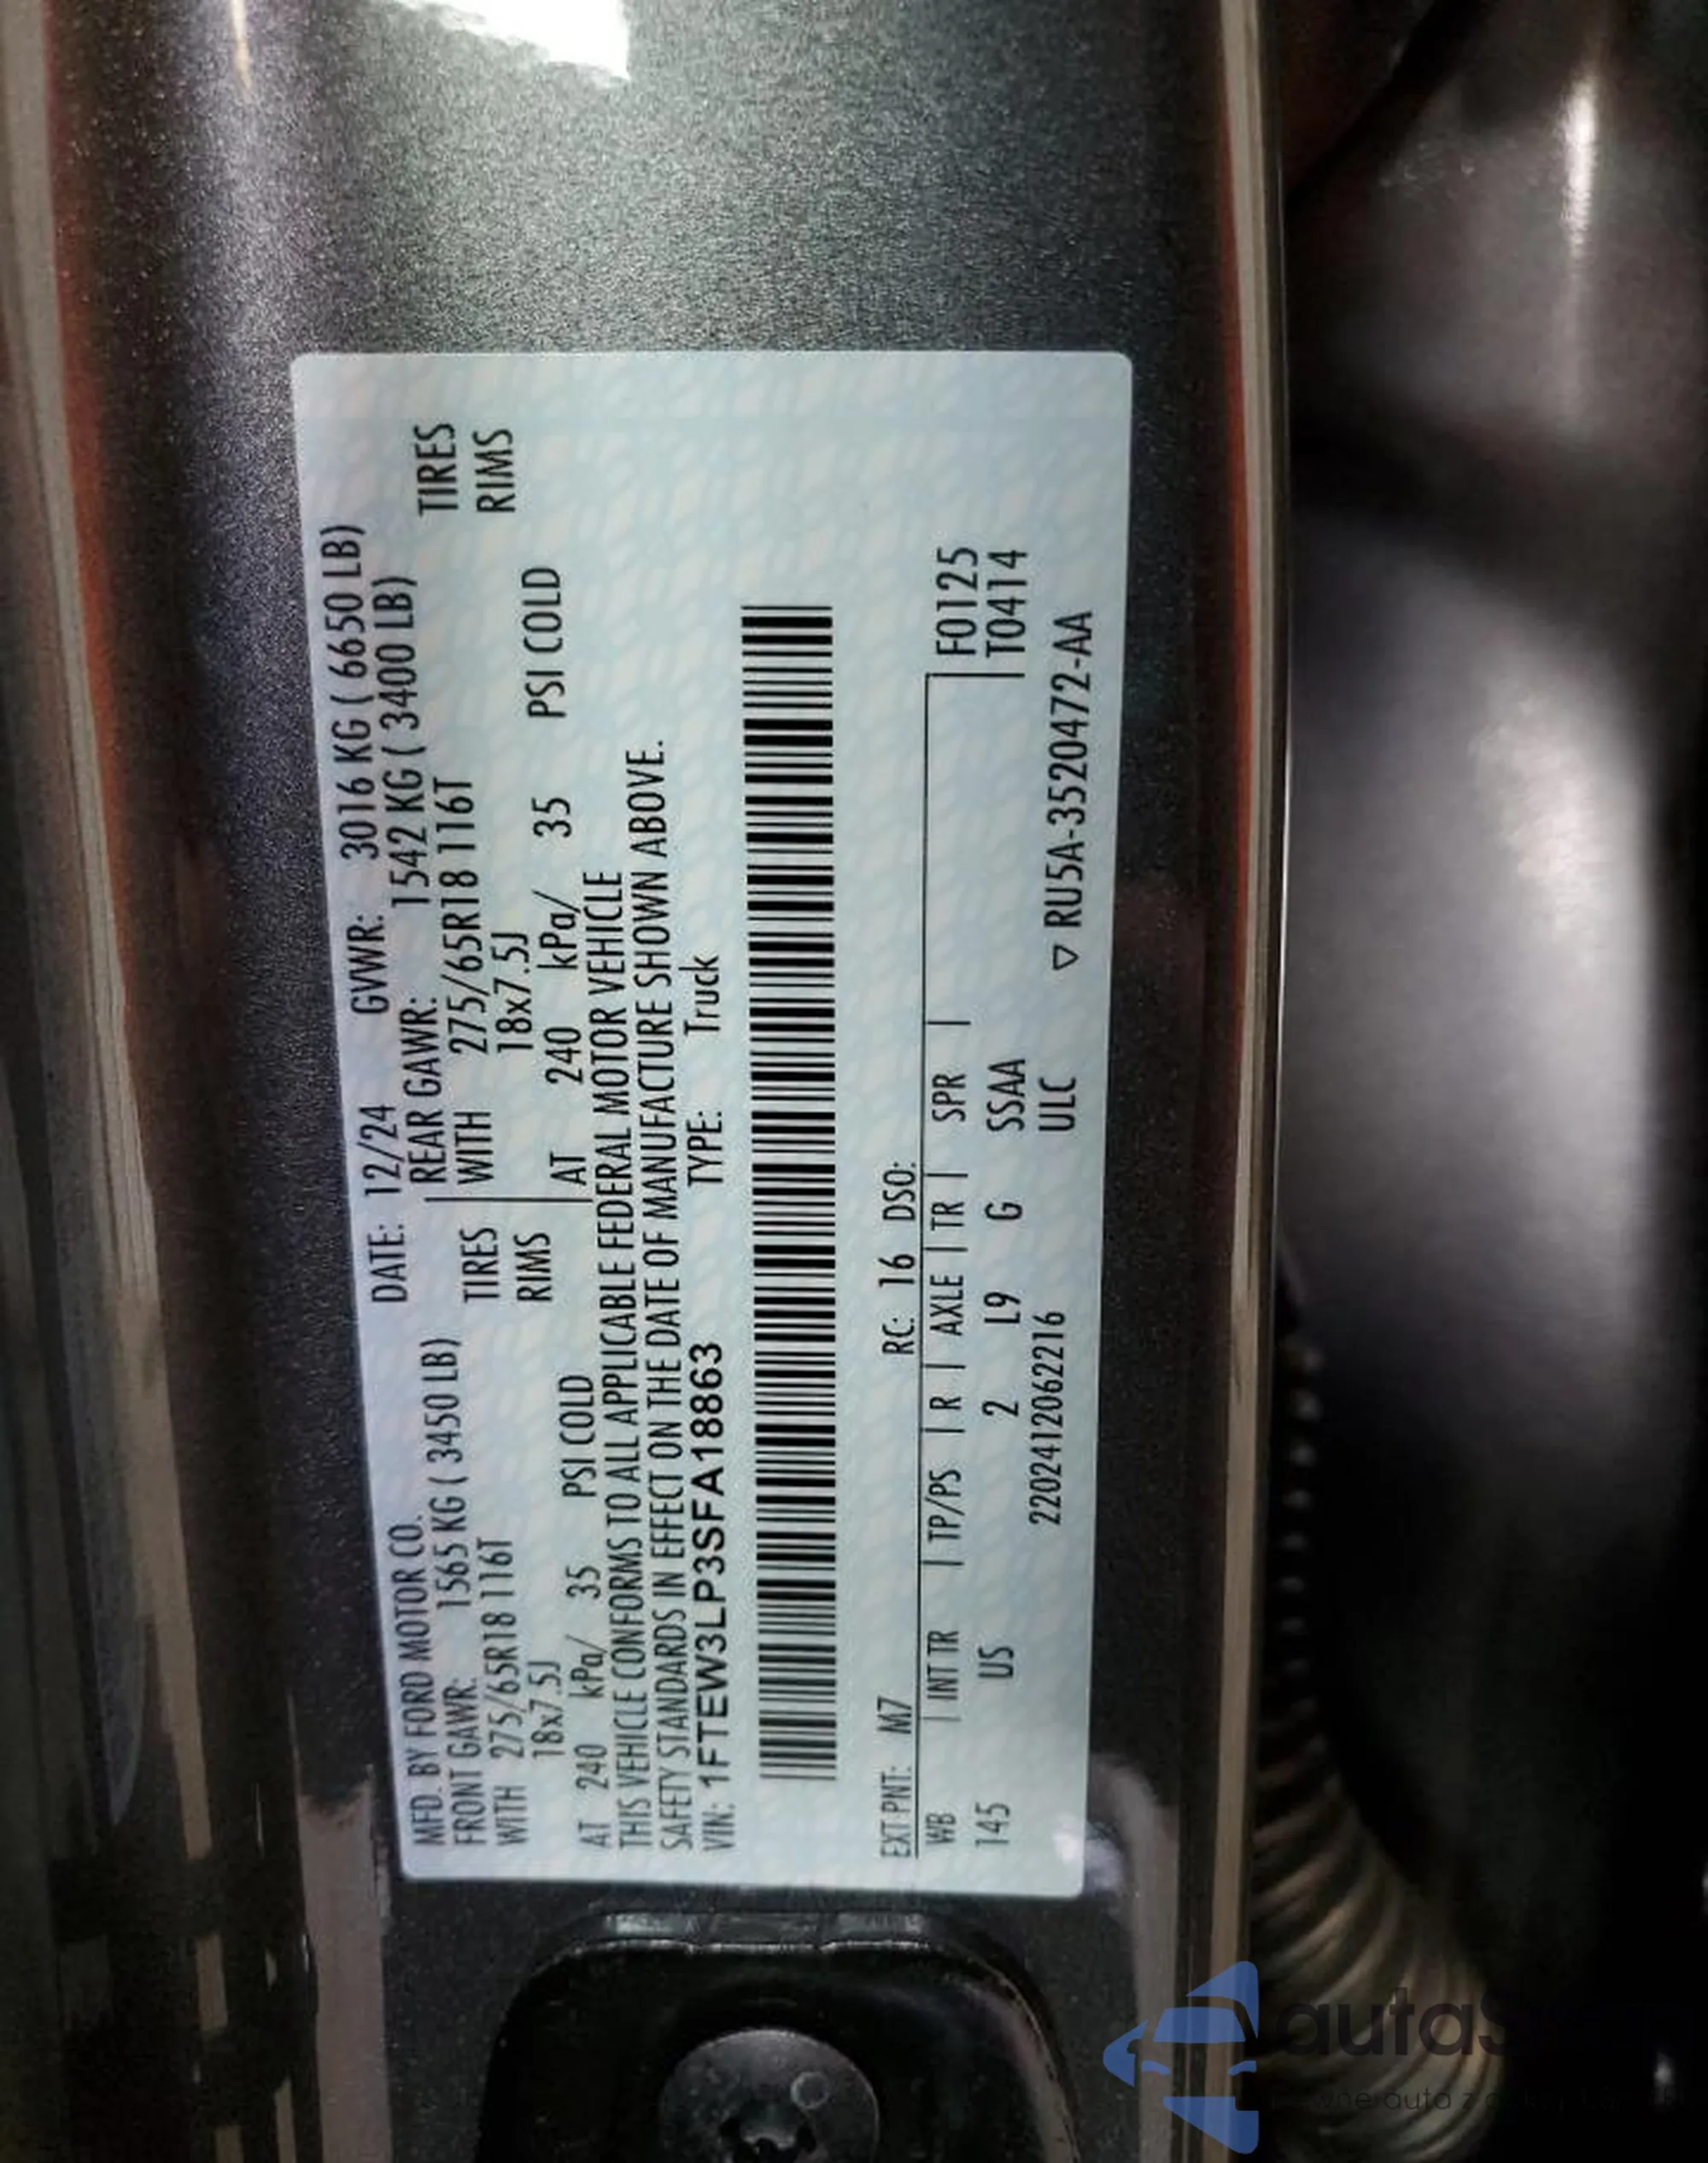 MFD. BY FORD MOTOR CO. DATE: 12/24 GVWR: 3016 KG ( 6650 LB)
FRONT GAWR: 1565 KG ( 3450 LB) REAR GAWR: 1542 KG ( 3400 LB)
WITH 275/65R18 116T TIRES WITH 275/65R18 116T TIRES
18x7.5J RIMS 18x7.5J RIMS
AT 240 kPa/ 35 PSI COLD AT 240 kPa/ 35 PSI COLD
THIS VEHICLE CONFORMS TO ALL APPLICABLE FEDERAL MOTOR VEHICLE
SAFETY STANDARDS IN EFFECT ON THE DATE OF MANUFACTURE SHOWN ABOVE.
VIN: 1FTEW3LP3SFA18863 TYPE: Truck
EXT PNT: M7 RC: 16 DSO:
WB | INT TR | TP/PS | R | AXLE | TR | SPR | F0125
145 US 2 L9 G SSAA T0414
2202412062216 ULC ▽ RU5A-3520472-AA